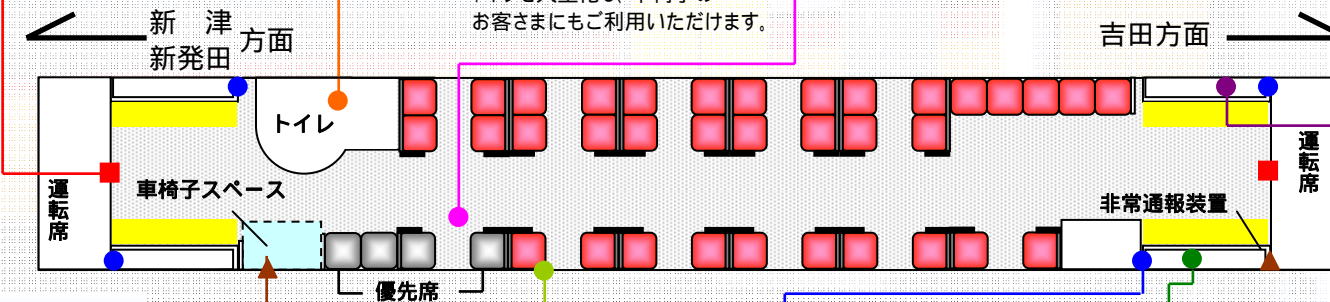 お客さまにもご利用いただけます。
新 津
新発田
方面
吉田方面
トイレ
運転席
車椅子スペース
運転席
非常通報装置
優先席